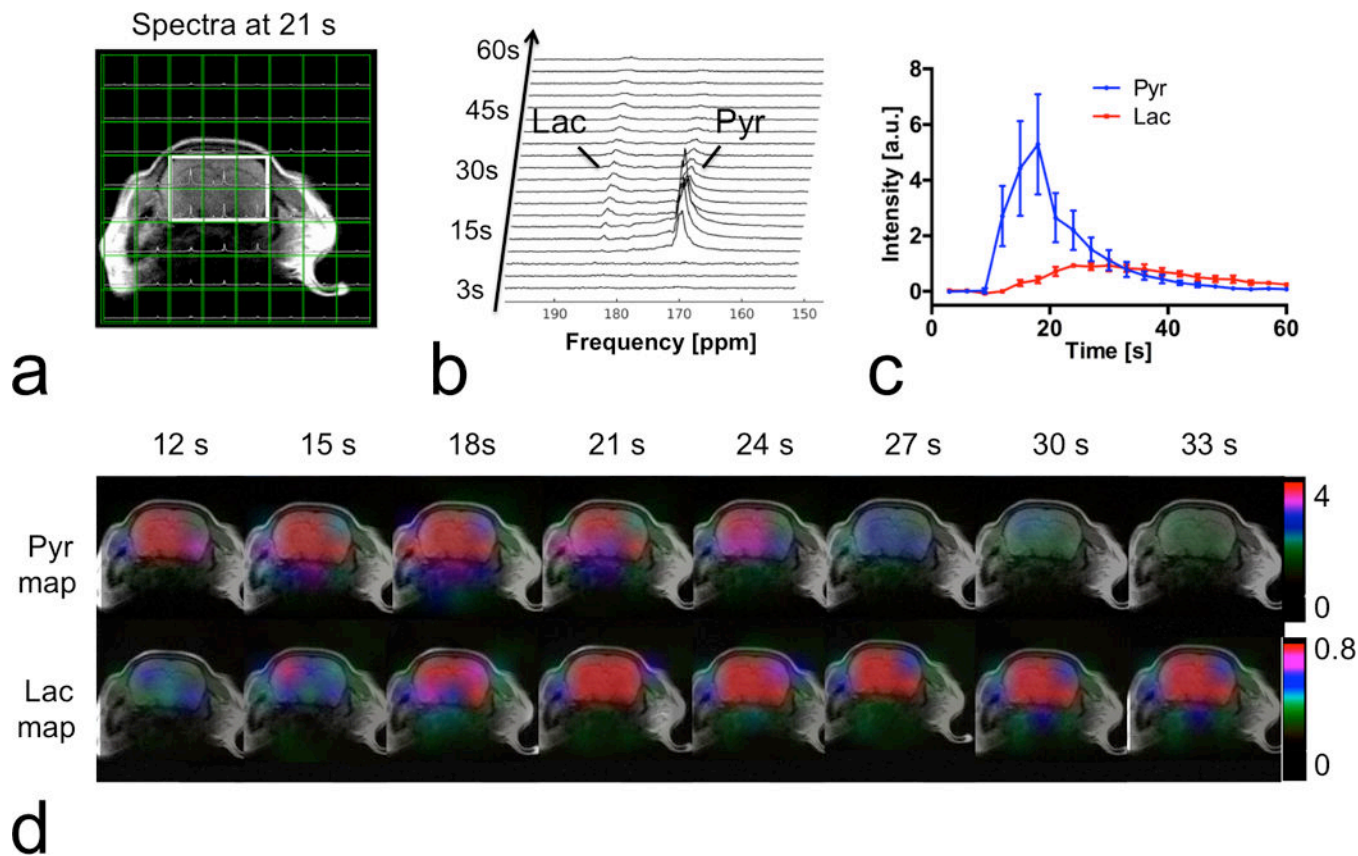 Spectra at 21 s
a
60s
45s
30s
15s
3s
Lac
Pyr
190 180 170 160 150
Frequency [ppm]
b
8
6
4
2
0
Intensity [a.u.]
Pyr
Lac
0 20 40 60
Time [s]
c
12 s 15 s 18s 21 s 24 s 27 s 30 s 33 s
Pyr
map
4
0
Lac
map
0.8
0
d